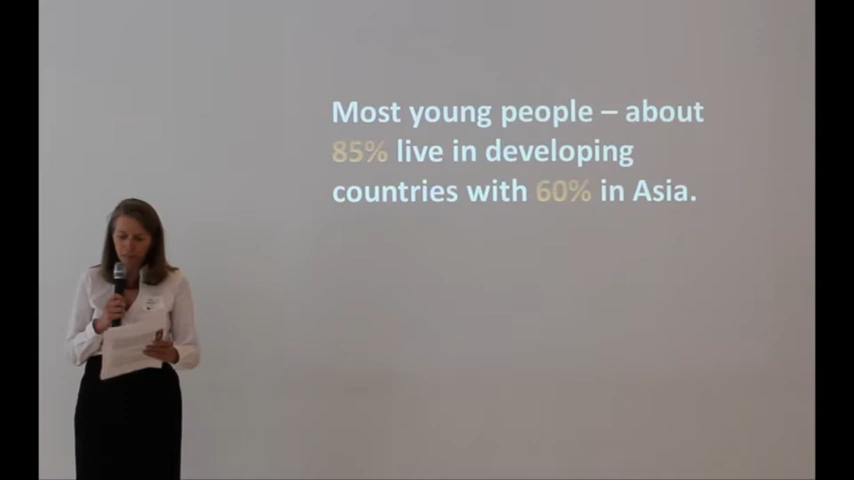 Most young people – about
85% live in developing
countries with 60% in Asia.